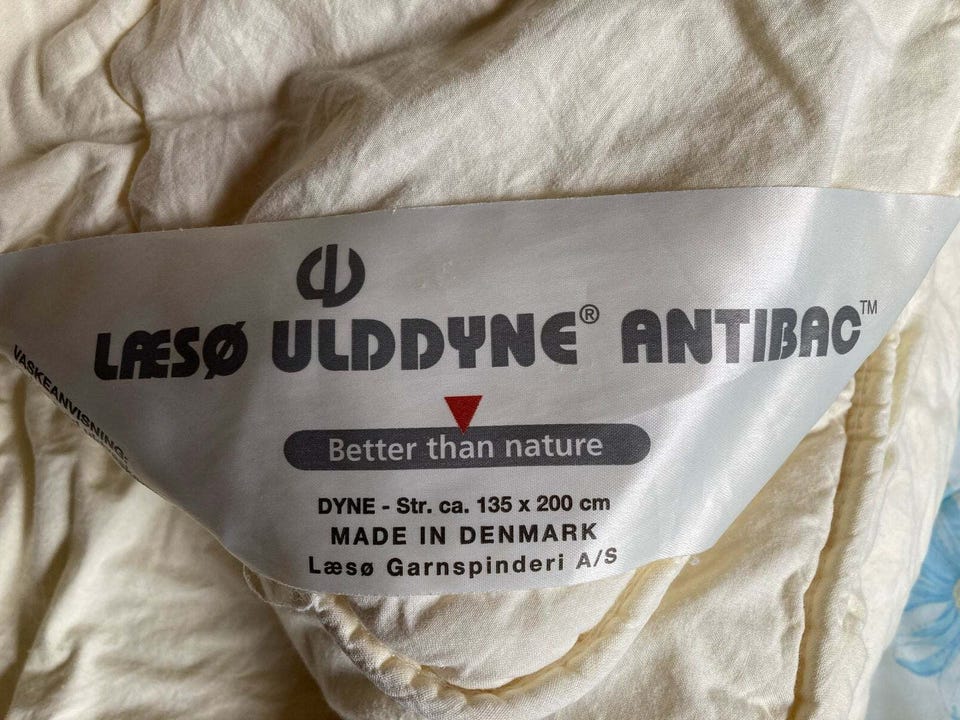 LÆSØ ULDDYNE® ANTIBAC™
Better than nature
DYNE - Str. ca. 135 x 200 cm
MADE IN DENMARK
Læsø Garnspinderi A/S
VASKEANVISNING: